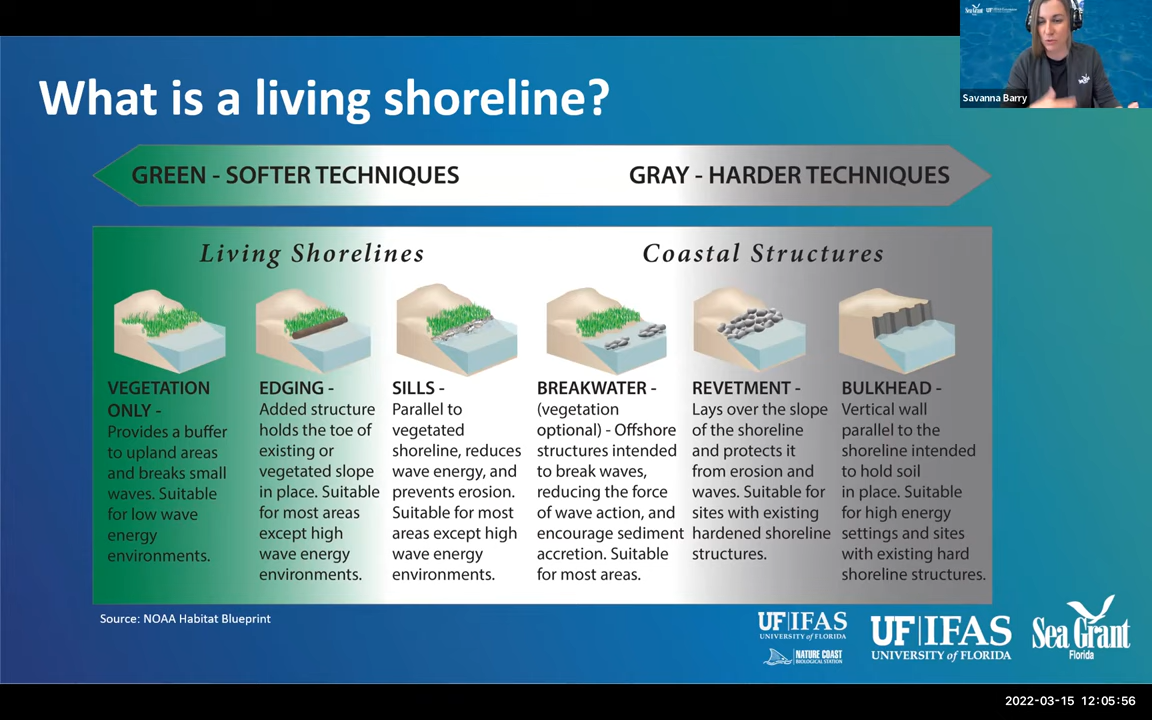 What is a living shoreline?
Savanna Barry
GREEN - SOFTER TECHNIQUES
GRAY - HARDER TECHNIQUES
Living Shorelines
Coastal Structures
VEGETATION
ONLY -
Provides a buffer
to upland areas
and breaks small
waves. Suitable
for low wave
energy
environments.
EDGING -
Added structure
holds the toe of
existing or
vegetated slope
in place. Suitable
for most areas
except high
wave energy
environments.
SILLS -
Parallel to
vegetated
shoreline, reduces
wave energy, and
prevents erosion.
Suitable for most
areas except high
wave energy
environments.
BREAKWATER -
(vegetation
optional) - Offshore
structures intended
to break waves,
reducing the force
of wave action, and
encourage sediment
accretion. Suitable
for most areas.
REVETMENT -
Lays over the slope
of the shoreline
and protects it
from erosion and
waves. Suitable for
sites with existing
hardened shoreline
structures.
BULKHEAD -
Vertical wall
parallel to the
shoreline intended
to hold soil
in place. Suitable
for high energy
settings and sites
with existing hard
shoreline structures.
Source: NOAA Habitat Blueprint
UF|IFAS
UNIVERSITY of FLORIDA
NATURE COAST
BIOLOGICAL STATION
UF|IFAS
UNIVERSITY of FLORIDA
Sea Grant
Florida
2022-03-15 12:05:56